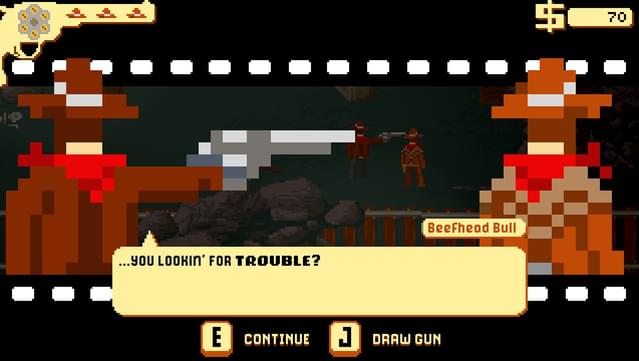 $ 70
Beefhead Bull
...YOU LOOKIN' FOR TROUBLE?
E CONTINUE J DRAW GUN